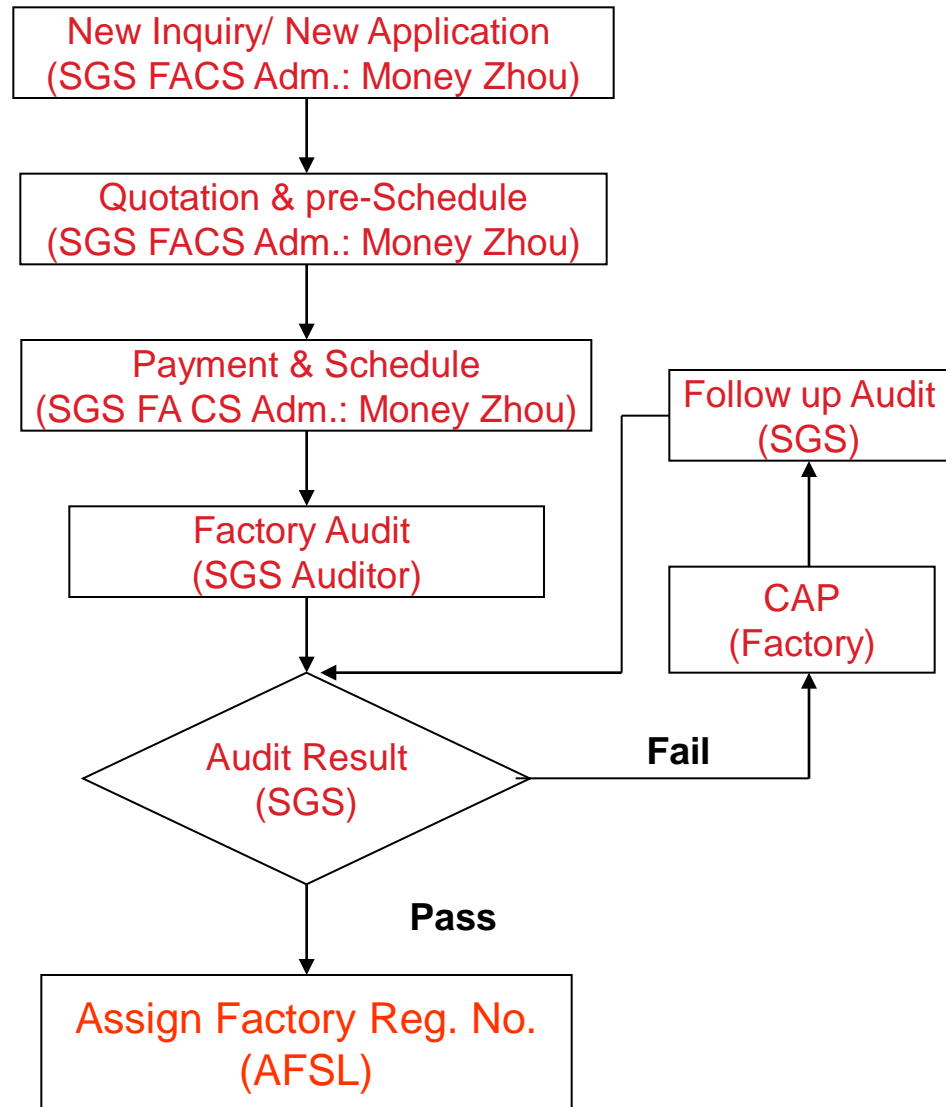 New Inquiry/ New Application
(SGS FACS Adm.: Money Zhou)
Quotation & pre-Schedule
(SGS FACS Adm.: Money Zhou)
Payment & Schedule
(SGS FA CS Adm.: Money Zhou)
Follow up Audit
(SGS)
Factory Audit
(SGS Auditor)
CAP
(Factory)
Audit Result
(SGS)
Fail
Pass
Assign Factory Reg. No.
(AFSL)